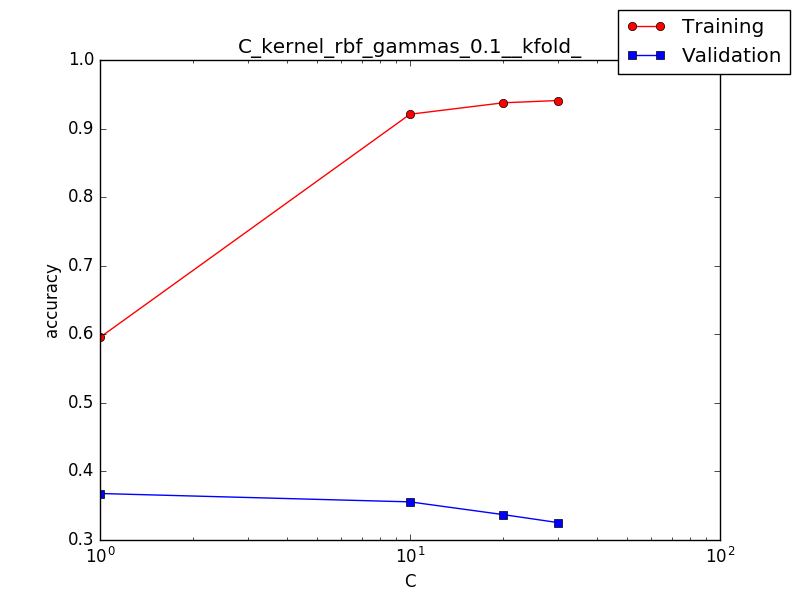 C_kernel_rbf_gammas_0.1__kfold_
Training
Validation
1.0
0.9
0.8
0.7
0.6
0.5
0.4
0.3
accuracy
10⁰
10¹
10²
C